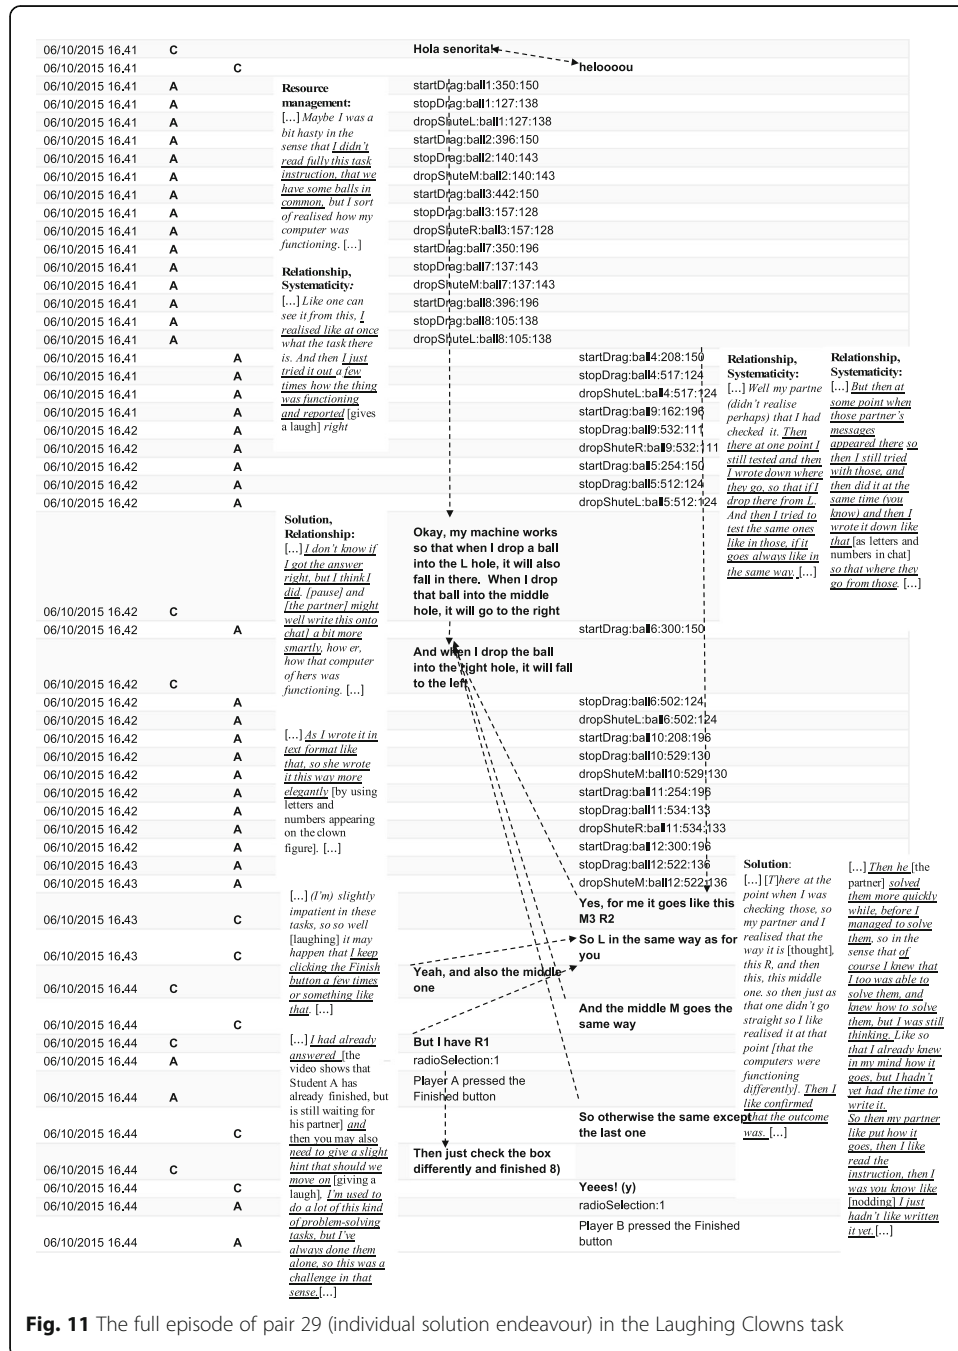 06/10/2015 16.41 C Hola senorita!
06/10/2015 16.41 C heloooou
06/10/2015 16.41 A startDrag:ball1:350:150
06/10/2015 16.41 A stopDrag:ball1:127:138
06/10/2015 16.41 A dropShuteL:ball1:127:138
06/10/2015 16.41 A startDrag:ball2:396:150
06/10/2015 16.41 A stopDrag:ball2:140:143
06/10/2015 16.41 A dropShuteM:ball2:140:143
06/10/2015 16.41 A startDrag:ball3:442:150
06/10/2015 16.41 A stopDrag:ball3:157:128
06/10/2015 16.41 A dropShuteR:ball3:157:128
06/10/2015 16.41 A startDrag:ball7:350:196
06/10/2015 16.41 A stopDrag:ball7:137:143
06/10/2015 16.41 A dropShuteM:ball7:137:143
06/10/2015 16.41 A startDrag:ball8:396:196
06/10/2015 16.41 A stopDrag:ball8:105:138
06/10/2015 16.41 A dropShuteL:ball8:105:138
06/10/2015 16.41 A startDrag:ball4:208:150
06/10/2015 16.41 A stopDrag:ball4:517:124
06/10/2015 16.41 A dropShuteL:ball4:517:124
06/10/2015 16.41 A startDrag:ball9:162:196
06/10/2015 16.42 A stopDrag:ball9:532:111
06/10/2015 16.42 A dropShuteR:ball9:532:111
06/10/2015 16.42 A startDrag:ball5:254:150
06/10/2015 16.42 A stopDrag:ball5:512:124
06/10/2015 16.42 A dropShuteL:ball5:512:124
Okay, my machine works
so that when I drop a ball
into the L hole, it will also
fall in there. When I drop
that ball into the middle
06/10/2015 16.42 C hole, it will go to the right
06/10/2015 16.42 A startDrag:ball6:300:150
And when I drop the ball
into the right hole, it will fall
06/10/2015 16.42 C to the left
06/10/2015 16.42 A stopDrag:ball6:502:124
06/10/2015 16.42 A dropShuteL:ball6:502:124
06/10/2015 16.42 A startDrag:ball10:208:196
06/10/2015 16.42 A stopDrag:ball10:529:130
06/10/2015 16.42 A dropShuteM:ball10:529:130
06/10/2015 16.42 A startDrag:ball11:254:196
06/10/2015 16.42 A stopDrag:ball11:534:133
06/10/2015 16.42 A dropShuteR:ball11:534:133
06/10/2015 16.42 A startDrag:ball12:300:196
06/10/2015 16.43 A stopDrag:ball12:522:136
06/10/2015 16.43 A dropShuteM:ball12:522:136
Yes, for me it goes like this
06/10/2015 16.43 C M3 R2
So L in the same way as for
06/10/2015 16.43 C you
Yeah, and also the middle
06/10/2015 16.44 C one
And the middle M goes the
06/10/2015 16.44 C same way
06/10/2015 16.44 C But I have R1
06/10/2015 16.44 A radioSelection:1
Player A pressed the
06/10/2015 16.44 A Finished button
So otherwise the same except
06/10/2015 16.44 C the last one
Then just check the box
06/10/2015 16.44 C differently and finished 8)
06/10/2015 16.44 C Yeees! (y)
06/10/2015 16.44 A radioSelection:1
Player B pressed the Finished
06/10/2015 16.44 A button
Resource
management:
[...] Maybe I was a
bit hasty in the
sense that I didn't
read fully this task
instruction, that we
have some balls in
common, but I sort
of realised how my
computer was
functioning. [...]
Relationship,
Systematicity:
[...] Like one can
see it from this, I
realised like at once
what the task there
is. And then I just
tried it out a few
times how the thing
was functioning
and reported [gives
a laugh] right
Solution,
Relationship:
[...] I don't know if
I got the answer
right, but I think I
did. [pause] and
[the partner] might
well write this onto
chat] a bit more
smartly, how er,
how that computer
of hers was
functioning. [...]
[...] As I wrote it in
text format like
that, so she wrote
it this way more
elegantly [by using
letters and
numbers appearing
on the clown
figure]. [...]
[...] (I'm) slightly
impatient in these
tasks, so so well
[laughing] it may
happen that I keep
clicking the Finish
button a few times
or something like
that. [...]
[...] I had already
answered [the
video shows that
Student A has
already finished, but
is still waiting for
his partner] and
then you may also
need to give a slight
hint that should we
move on [giving a
laugh], I'm used to
do a lot of this kind
of problem-solving
tasks, but I've
always done them
alone, so this was a
challenge in that
sense.[...]
Relationship,
Systematicity:
[...] Well my partne
(didn't realise
perhaps) that I had
checked it. Then
there at one point I
still tested and then
I wrote down where
they go, so that if I
drop there from L.
And then I tried to
test the same ones
like in those, if it
goes always like in
the same way. [...]
Relationship,
Systematicity:
[...] But then at
some point when
those partner's
messages
appeared there so
then I still tried
with those, and
then did it at the
same time (you
know) and then I
wrote it down like
that [as letters and
numbers in chat]
so that where they
go from those. [...]
Solution:
[...] [T]here at the
point when I was
checking those, so
my partner and I
realised that the
way it is [thought],
this R, and then
this, this middle
one. so then just as
that one didn't go
straight so I like
realised it at that
point [that the
computers were
functioning
differently]. Then I
like confirmed
that the outcome
was. [...]
[...] Then he [the
partner] solved
them more quickly
while, before I
managed to solve
them, so in the
sense that of
course I knew that
I too was able to
solve them, and
knew how to solve
them, but I was still
thinking. Like so
that I already knew
in my mind how it
goes, but I hadn't
yet had the time to
write it.
So then my partner
like put how it
goes, then I like
read the
instruction, then I
was you know like
[nodding] I just
hadn't like written
it yet.[...]
Fig. 11 The full episode of pair 29 (individual solution endeavour) in the Laughing Clowns task